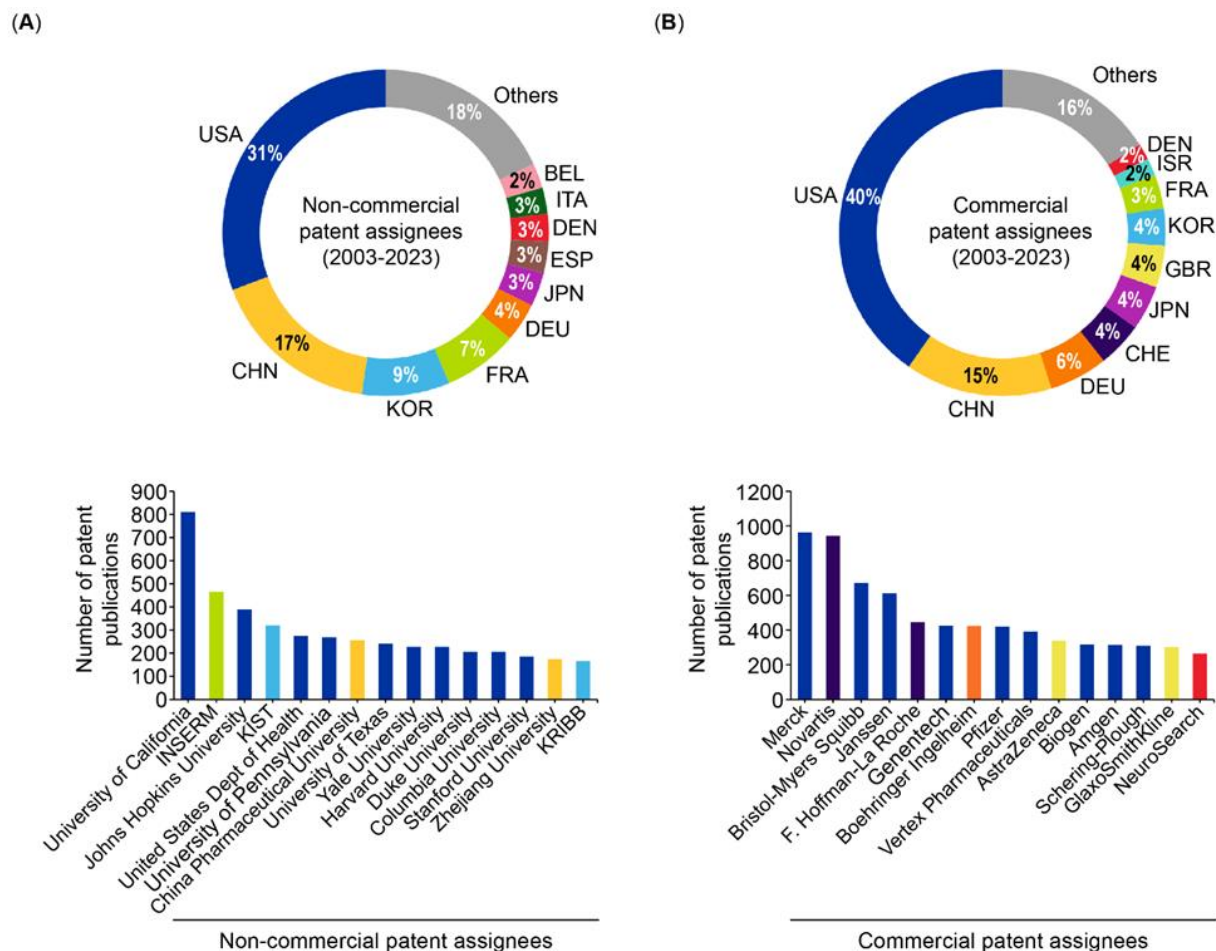 (A)
Others
18%
USA
31%
BEL
2%
ITA
3%
DEN
3%
ESP
3%
JPN
3%
DEU
4%
FRA
7%
KOR
9%
CHN
17%
Non-commercial
patent assignees
(2003-2023)
Number of patent
publications
900
800
700
600
500
400
300
200
100
0
University of California
INSERM
Johns Hopkins University
KIST
United States Dept of Health
University of Pennsylvania
China Pharmaceutical University
University of Texas
Yale University
Harvard University
Duke University
Columbia University
Stanford University
Zhejiang University
KRIBB
Non-commercial patent assignees
(B)
Others
16%
USA
40%
DEN
2%
ISR
2%
FRA
3%
KOR
4%
GBR
4%
JPN
4%
CHE
4%
DEU
6%
CHN
15%
Commercial
patent assignees
(2003-2023)
Number of patent
publications
1200
1000
800
600
400
200
0
Merck
Novartis
Bristol-Myers Squibb
Janssen
F. Hoffman-La Roche
Genentech
Boehringer Ingelheim
Pfizer
Vertex Pharmaceuticals
AstraZeneca
Biogen
Amgen
Schering-Plough
GlaxoSmithKline
NeuroSearch
Commercial patent assignees